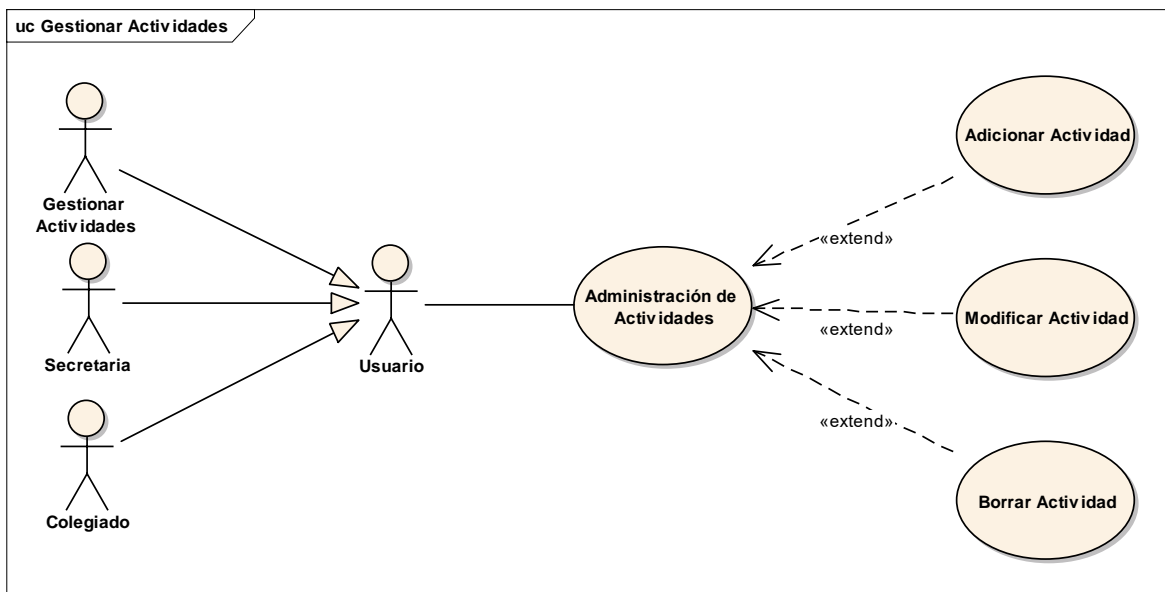 uc Gestionar Actividades
Gestionar
Actividades
Secretaria
Colegiado
Usuario
Administración de
Actividades
«extend»
«extend»
«extend»
Adicionar Actividad
Modificar Actividad
Borrar Actividad